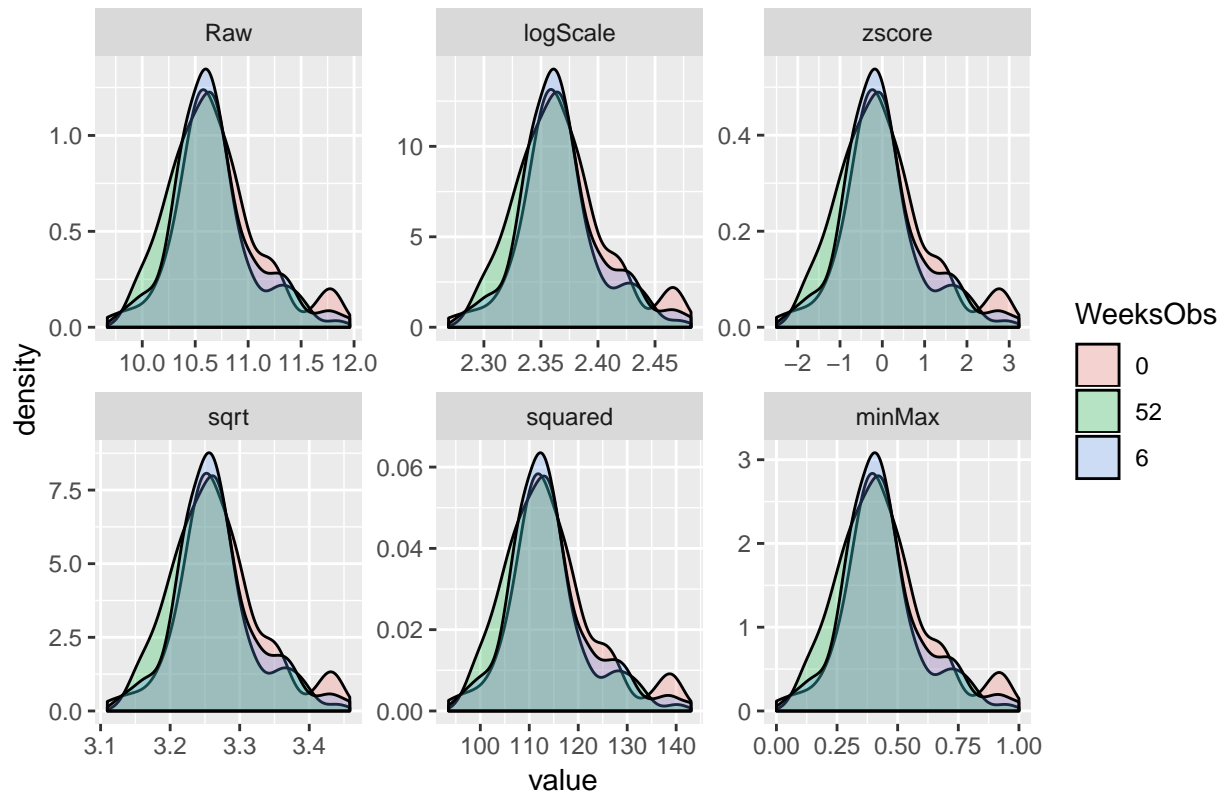 Raw logScale zscore
1.0
0.5
0.0
10.0 10.5 11.0 11.5 12.0
10
5
0
2.30 2.35 2.40 2.45
0.4
0.2
0.0
−2 −1 0 1 2 3
sqrt squared minMax
7.5
5.0
2.5
0.0
3.1 3.2 3.3 3.4
0.06
0.04
0.02
0.00
100 110 120 130 140
3
2
1
0
0.00 0.25 0.50 0.75 1.00
density
value
WeeksObs
0
52
6